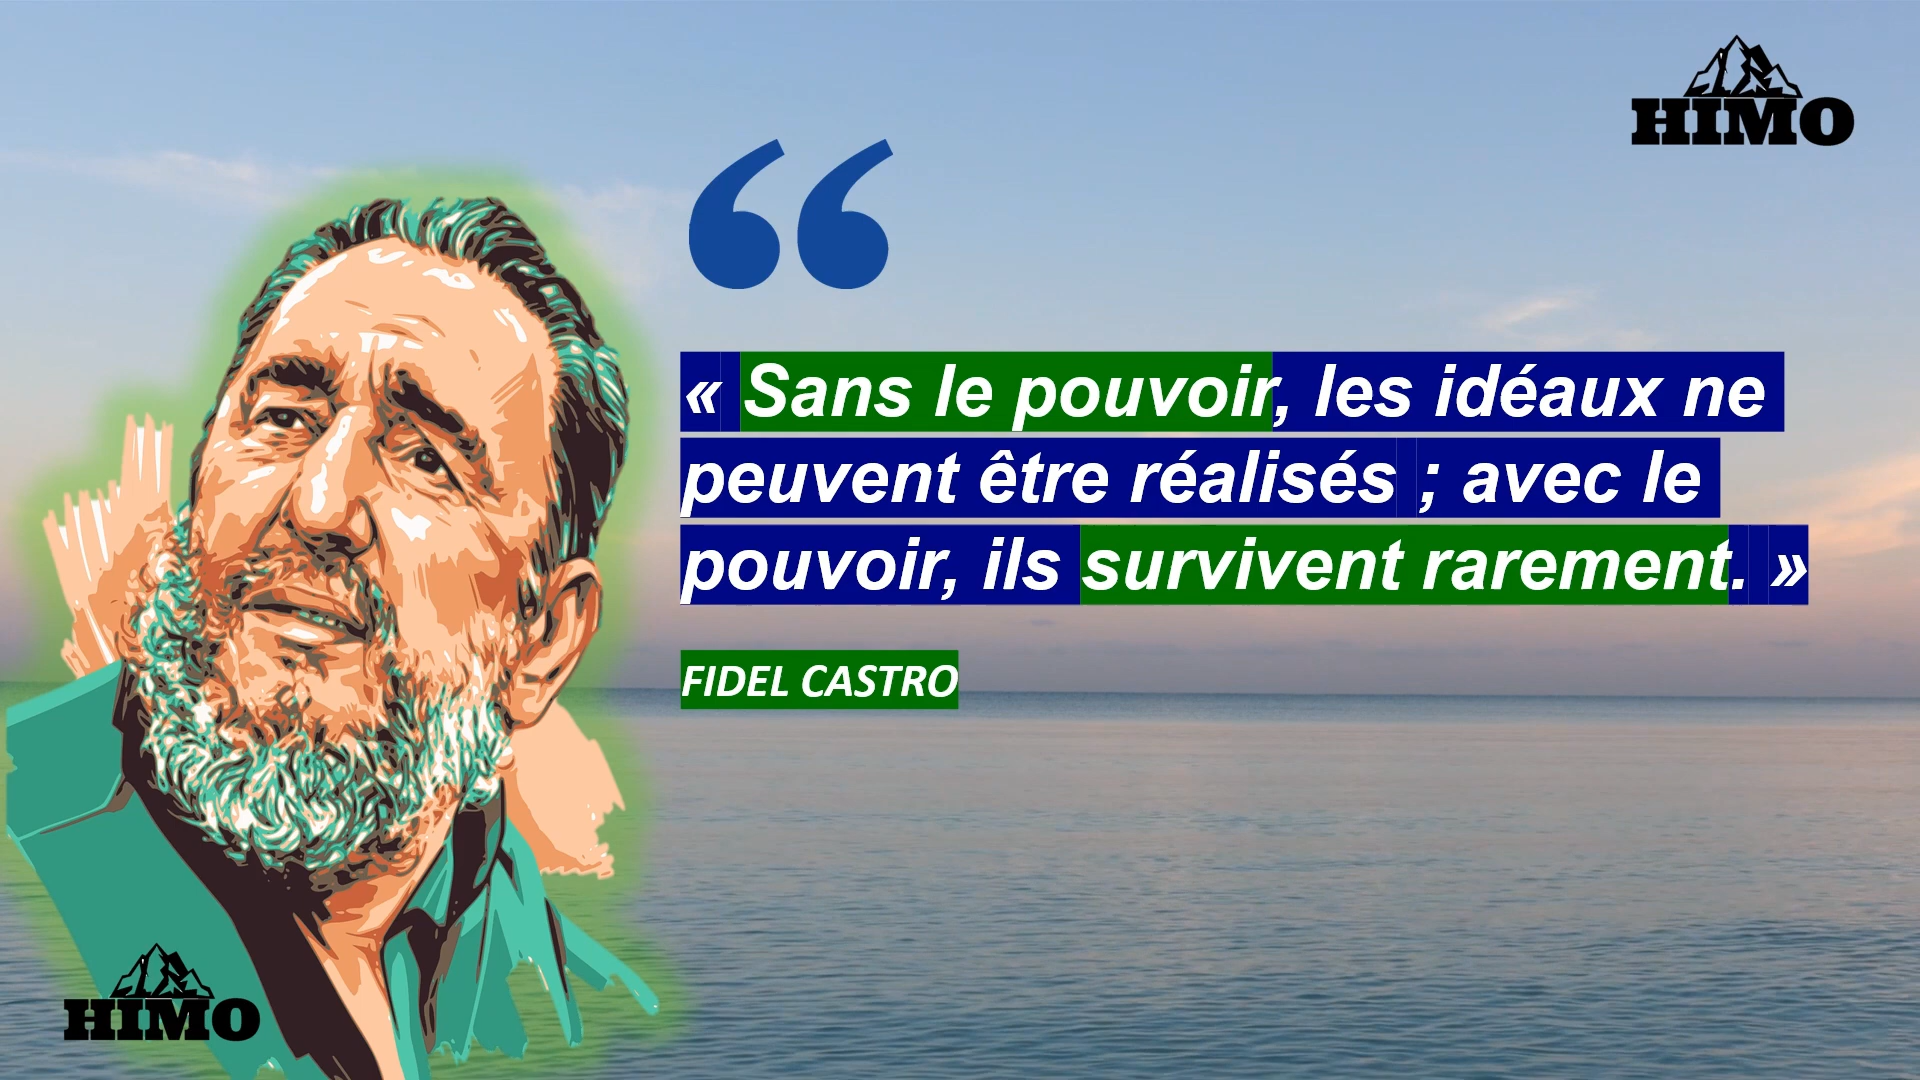 HIMO
« Sans le pouvoir, les idéaux ne
peuvent être réalisés ; avec le
pouvoir, ils survivent rarement. »
FIDEL CASTRO
HIMO